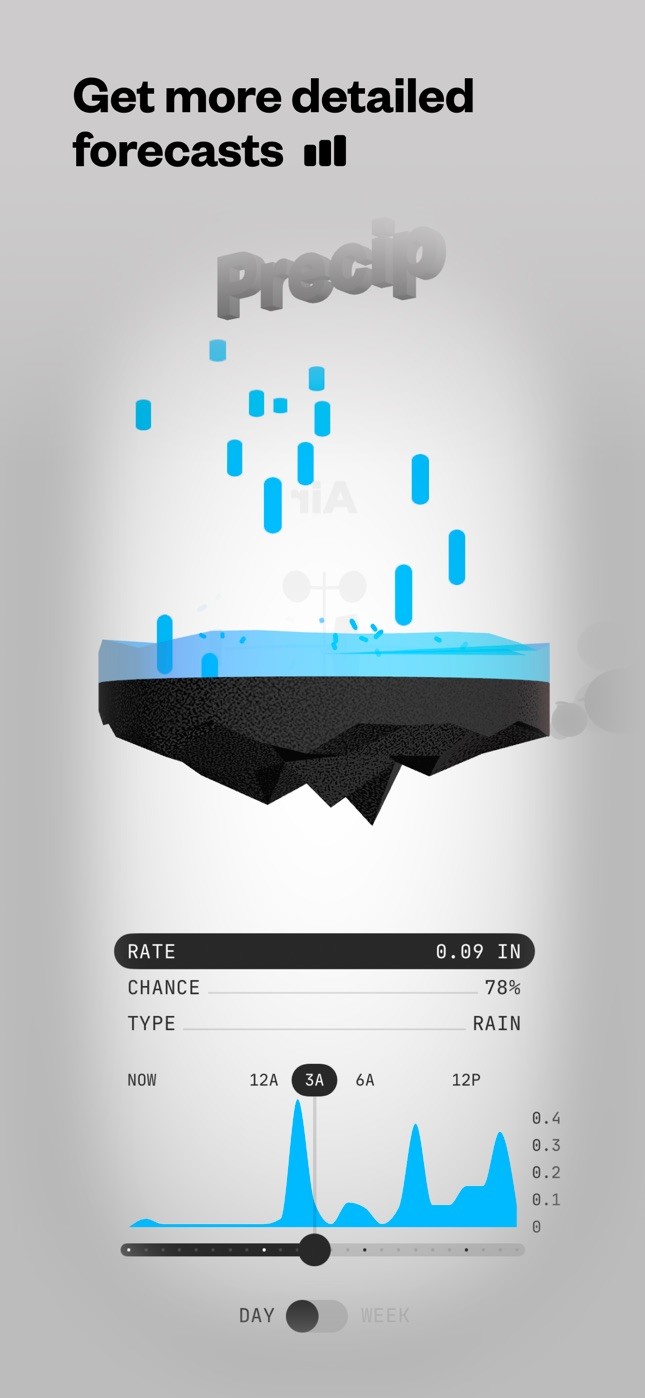 Get more detailed
forecasts
Precip
Air
RATE 0.09 IN
CHANCE 78%
TYPE RAIN
NOW 12A 3A 6A 12P
0.4
0.3
0.2
0.1
0
DAY WEEK